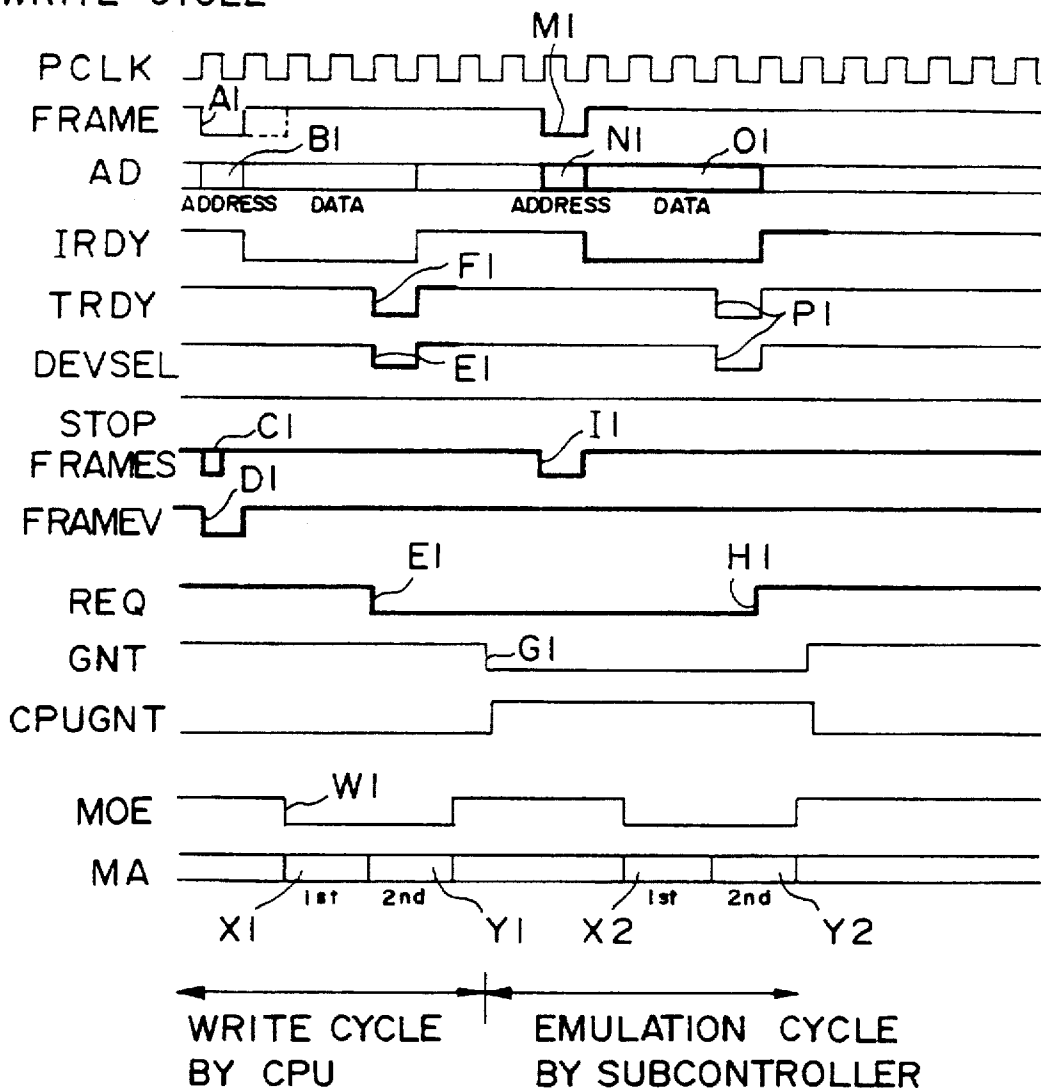 WRITE CYCLE
M1
PCLK
FRAME
A1
B1
N1
O1
AD
ADDRESS DATA ADDRESS DATA
IRDY
F1
TRDY
P1
DEVSEL
E1
STOP
C1
I1
FRAMES
D1
FRAMEV
E1
H1
REQ
GNT
G1
CPUGNT
W1
MOE
MA
1st 2nd 1st 2nd
X1 Y1 X2 Y2
WRITE CYCLE EMULATION CYCLE
BY CPU BY SUBCONTROLLER